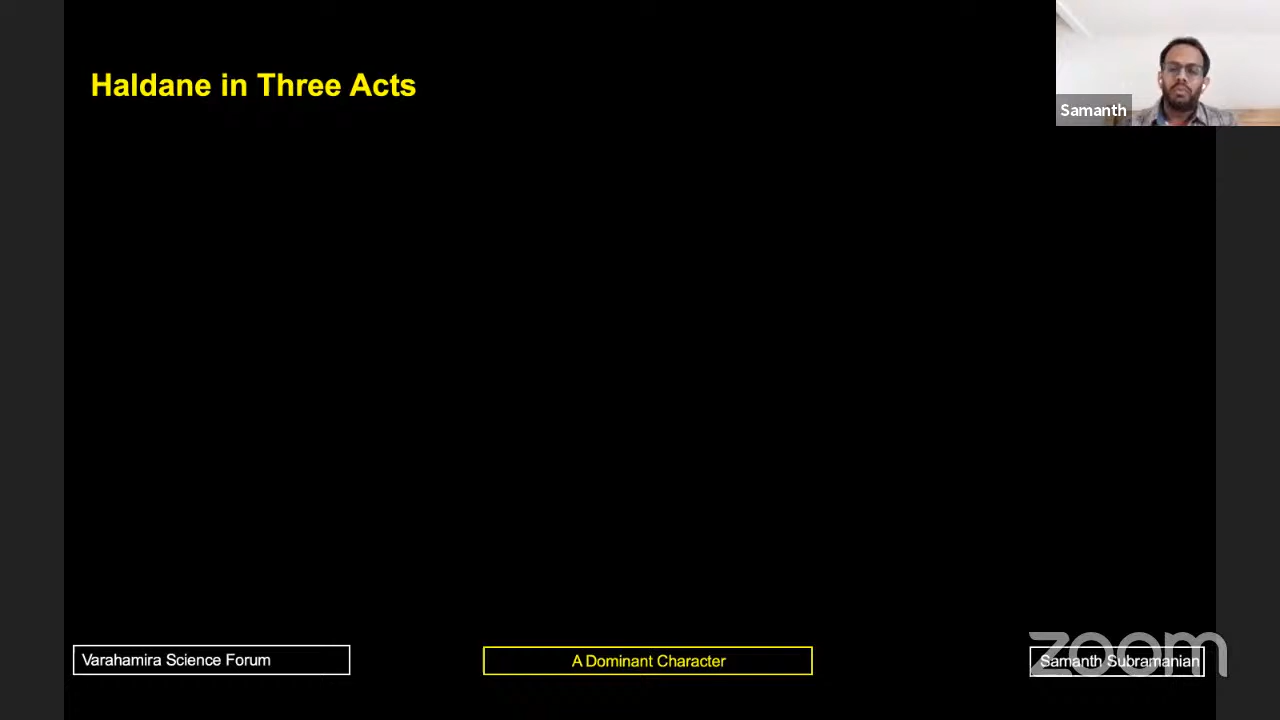 Haldane in Three Acts
Samanth
Varahamira Science Forum
A Dominant Character
Samanth Subramanian
zoom